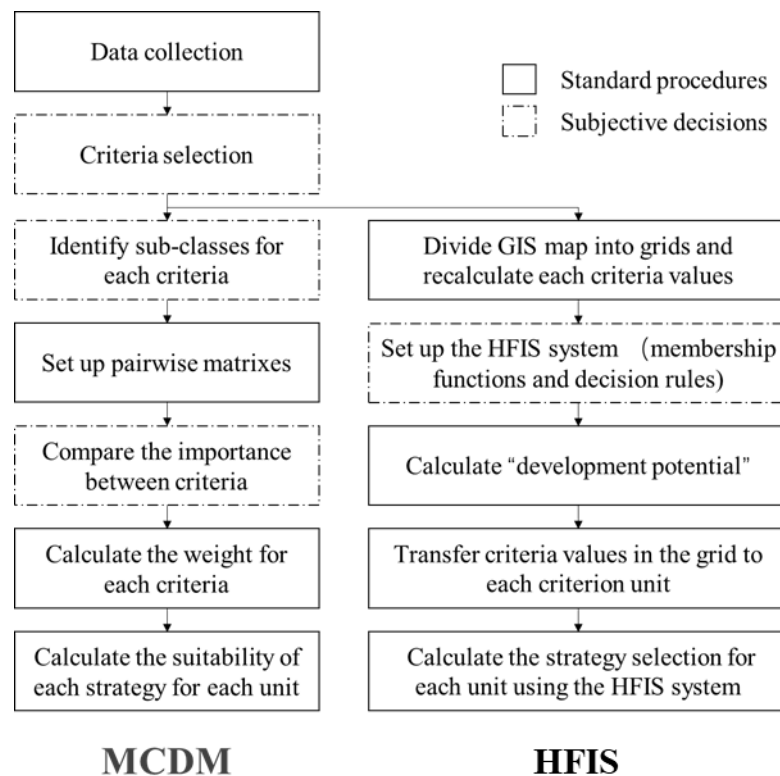 Data collection
Standard procedures
Subjective decisions
Criteria selection
Identify sub-classes for
each criteria
Set up pairwise matrixes
Compare the importance
between criteria
Calculate the weight for
each criteria
Calculate the suitability of
each strategy for each unit
MCDM
Divide GIS map into grids and
recalculate each criteria values
Set up the HFIS system （membership
functions and decision rules)
Calculate “development potential”
Transfer criteria values in the grid to
each criterion unit
Calculate the strategy selection for
each unit using the HFIS system
HFIS